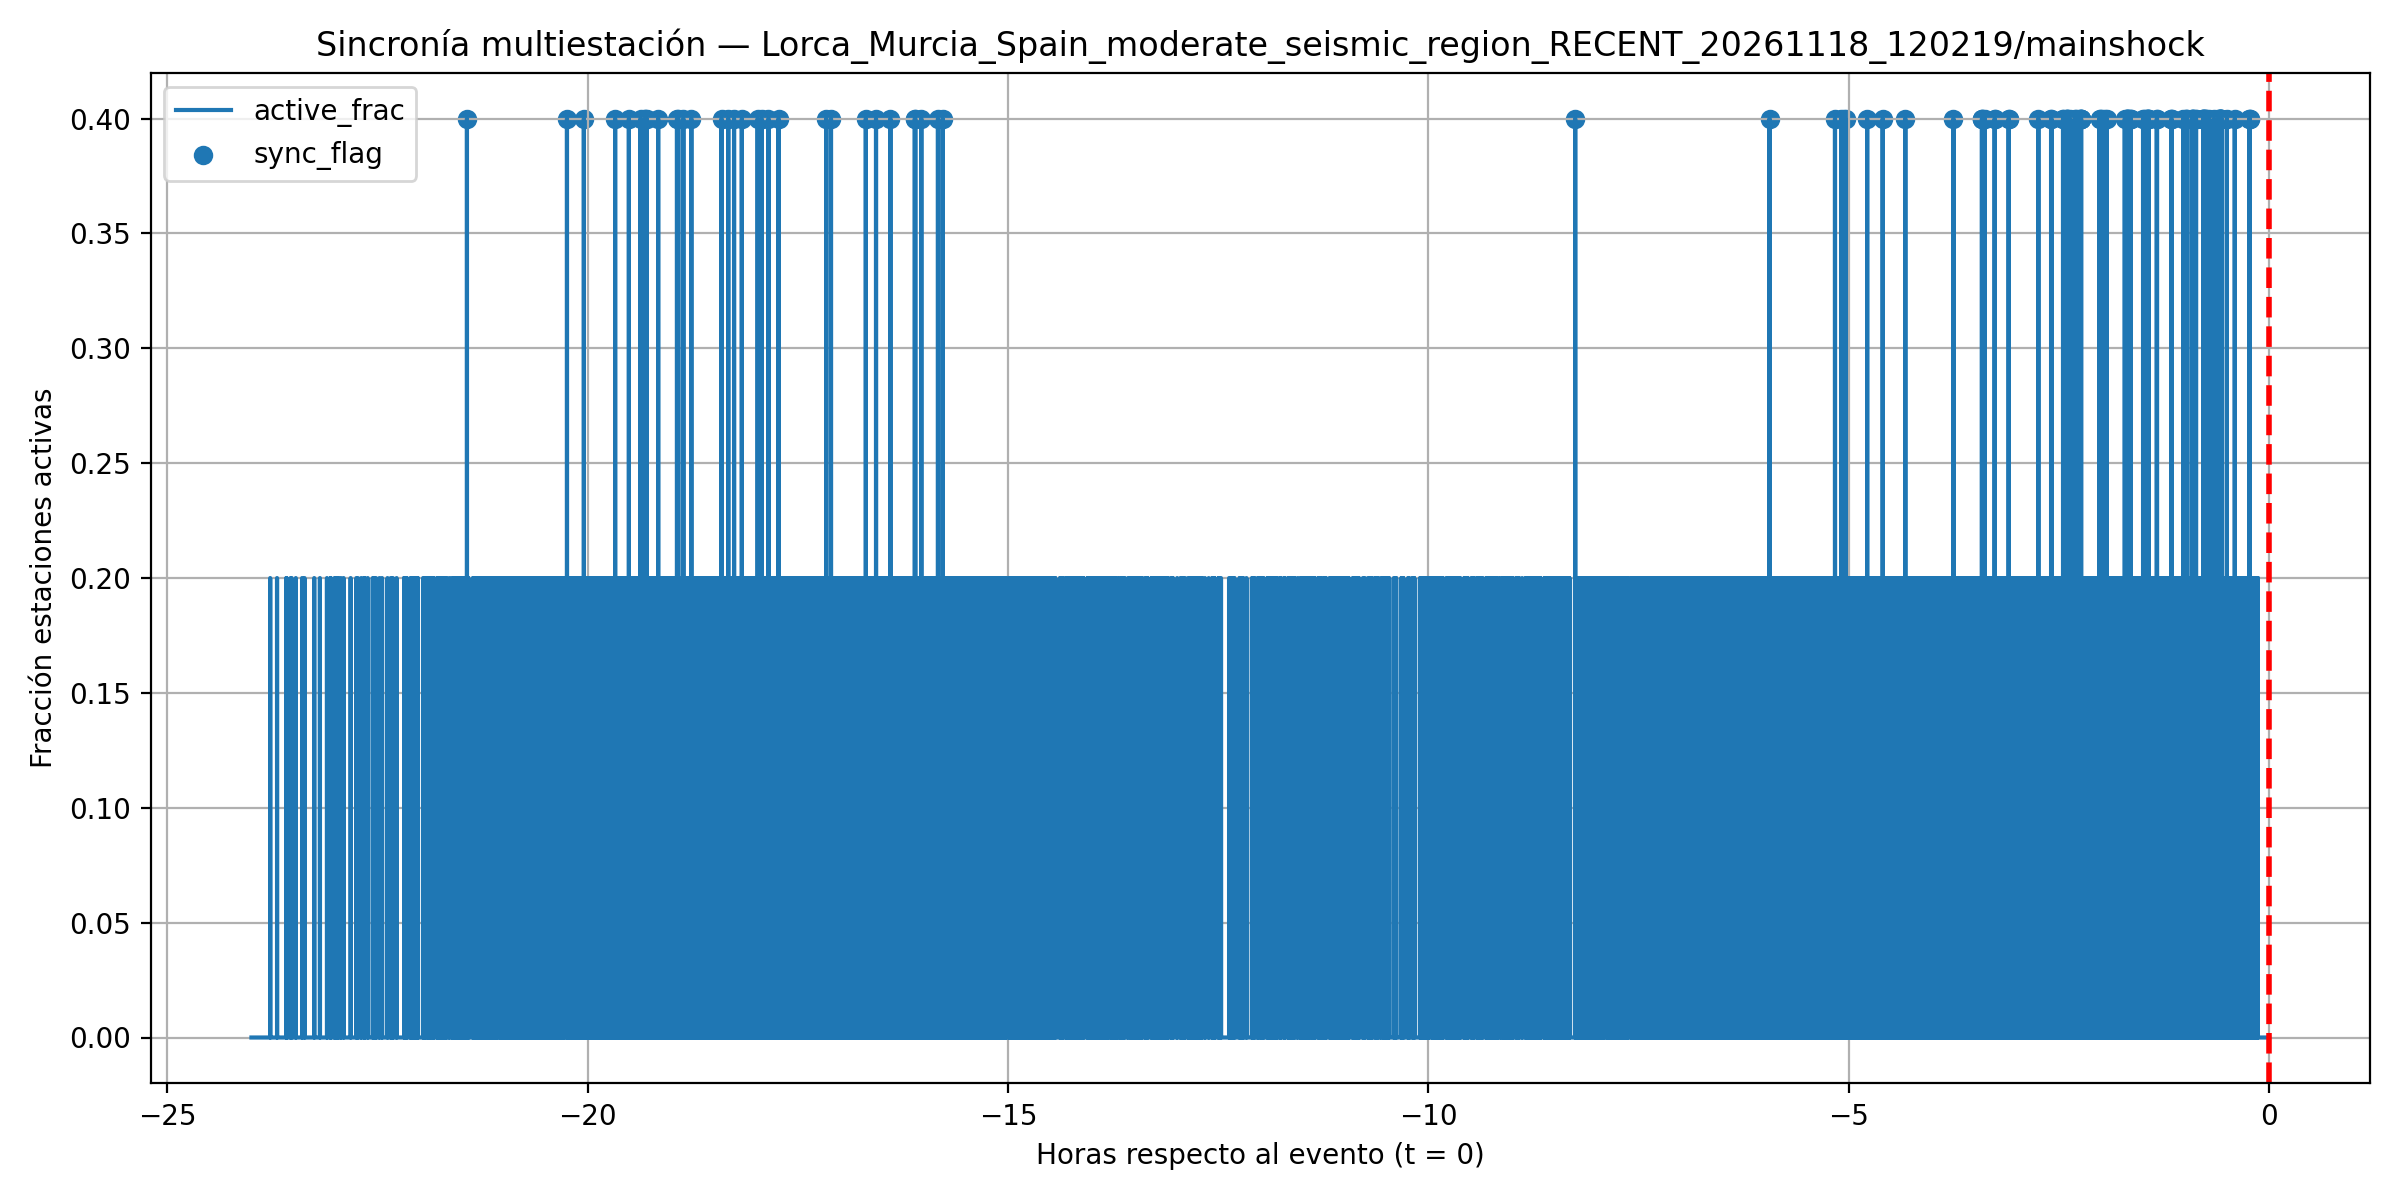 Sincronía multiestación — Lorca_Murcia_Spain_moderate_seismic_region_RECENT_20261118_120219/mainshock
active_frac
sync_flag
Fracción estaciones activas
0.40
0.35
0.30
0.25
0.20
0.15
0.10
0.05
0.00
−25 −20 −15 −10 −5 0
Horas respecto al evento (t = 0)